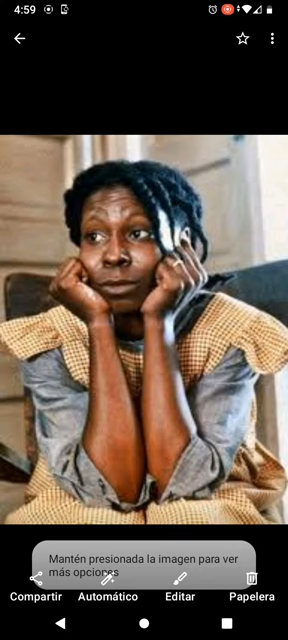 4:59
Mantén presionada la imagen para ver
más opciones
Compartir Automático Editar Papelera